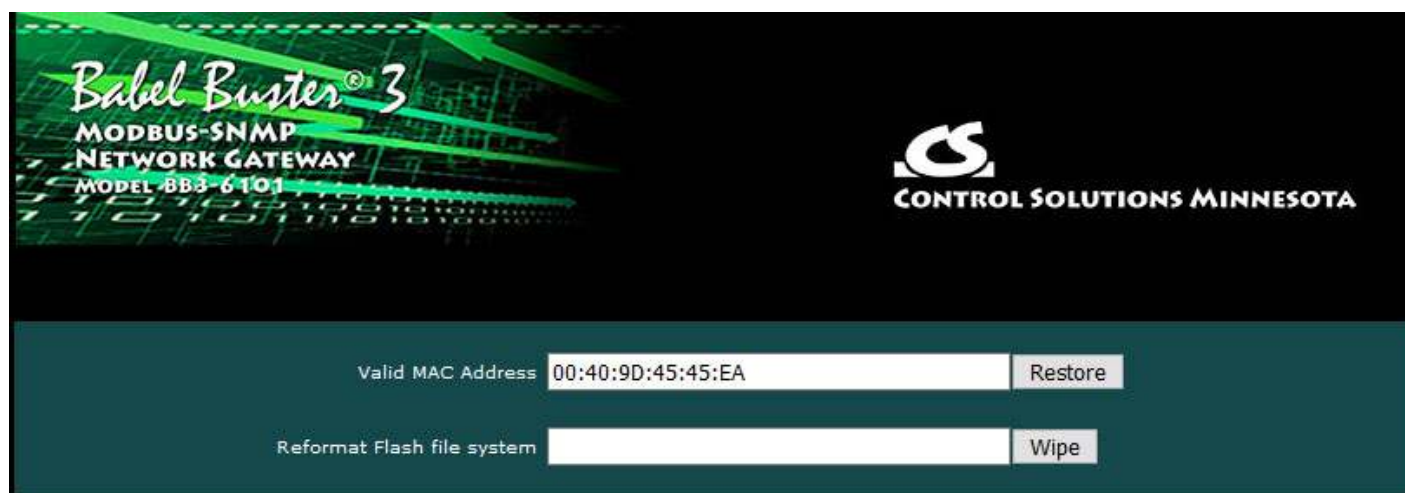 Babel Buster® 3
MODBUS-SNMP
NETWORK GATEWAY
MODEL BB3-6101
CS
CONTROL SOLUTIONS MINNESOTA
Valid MAC Address 00:40:9D:45:45:EA Restore
Reformat Flash file system Wipe